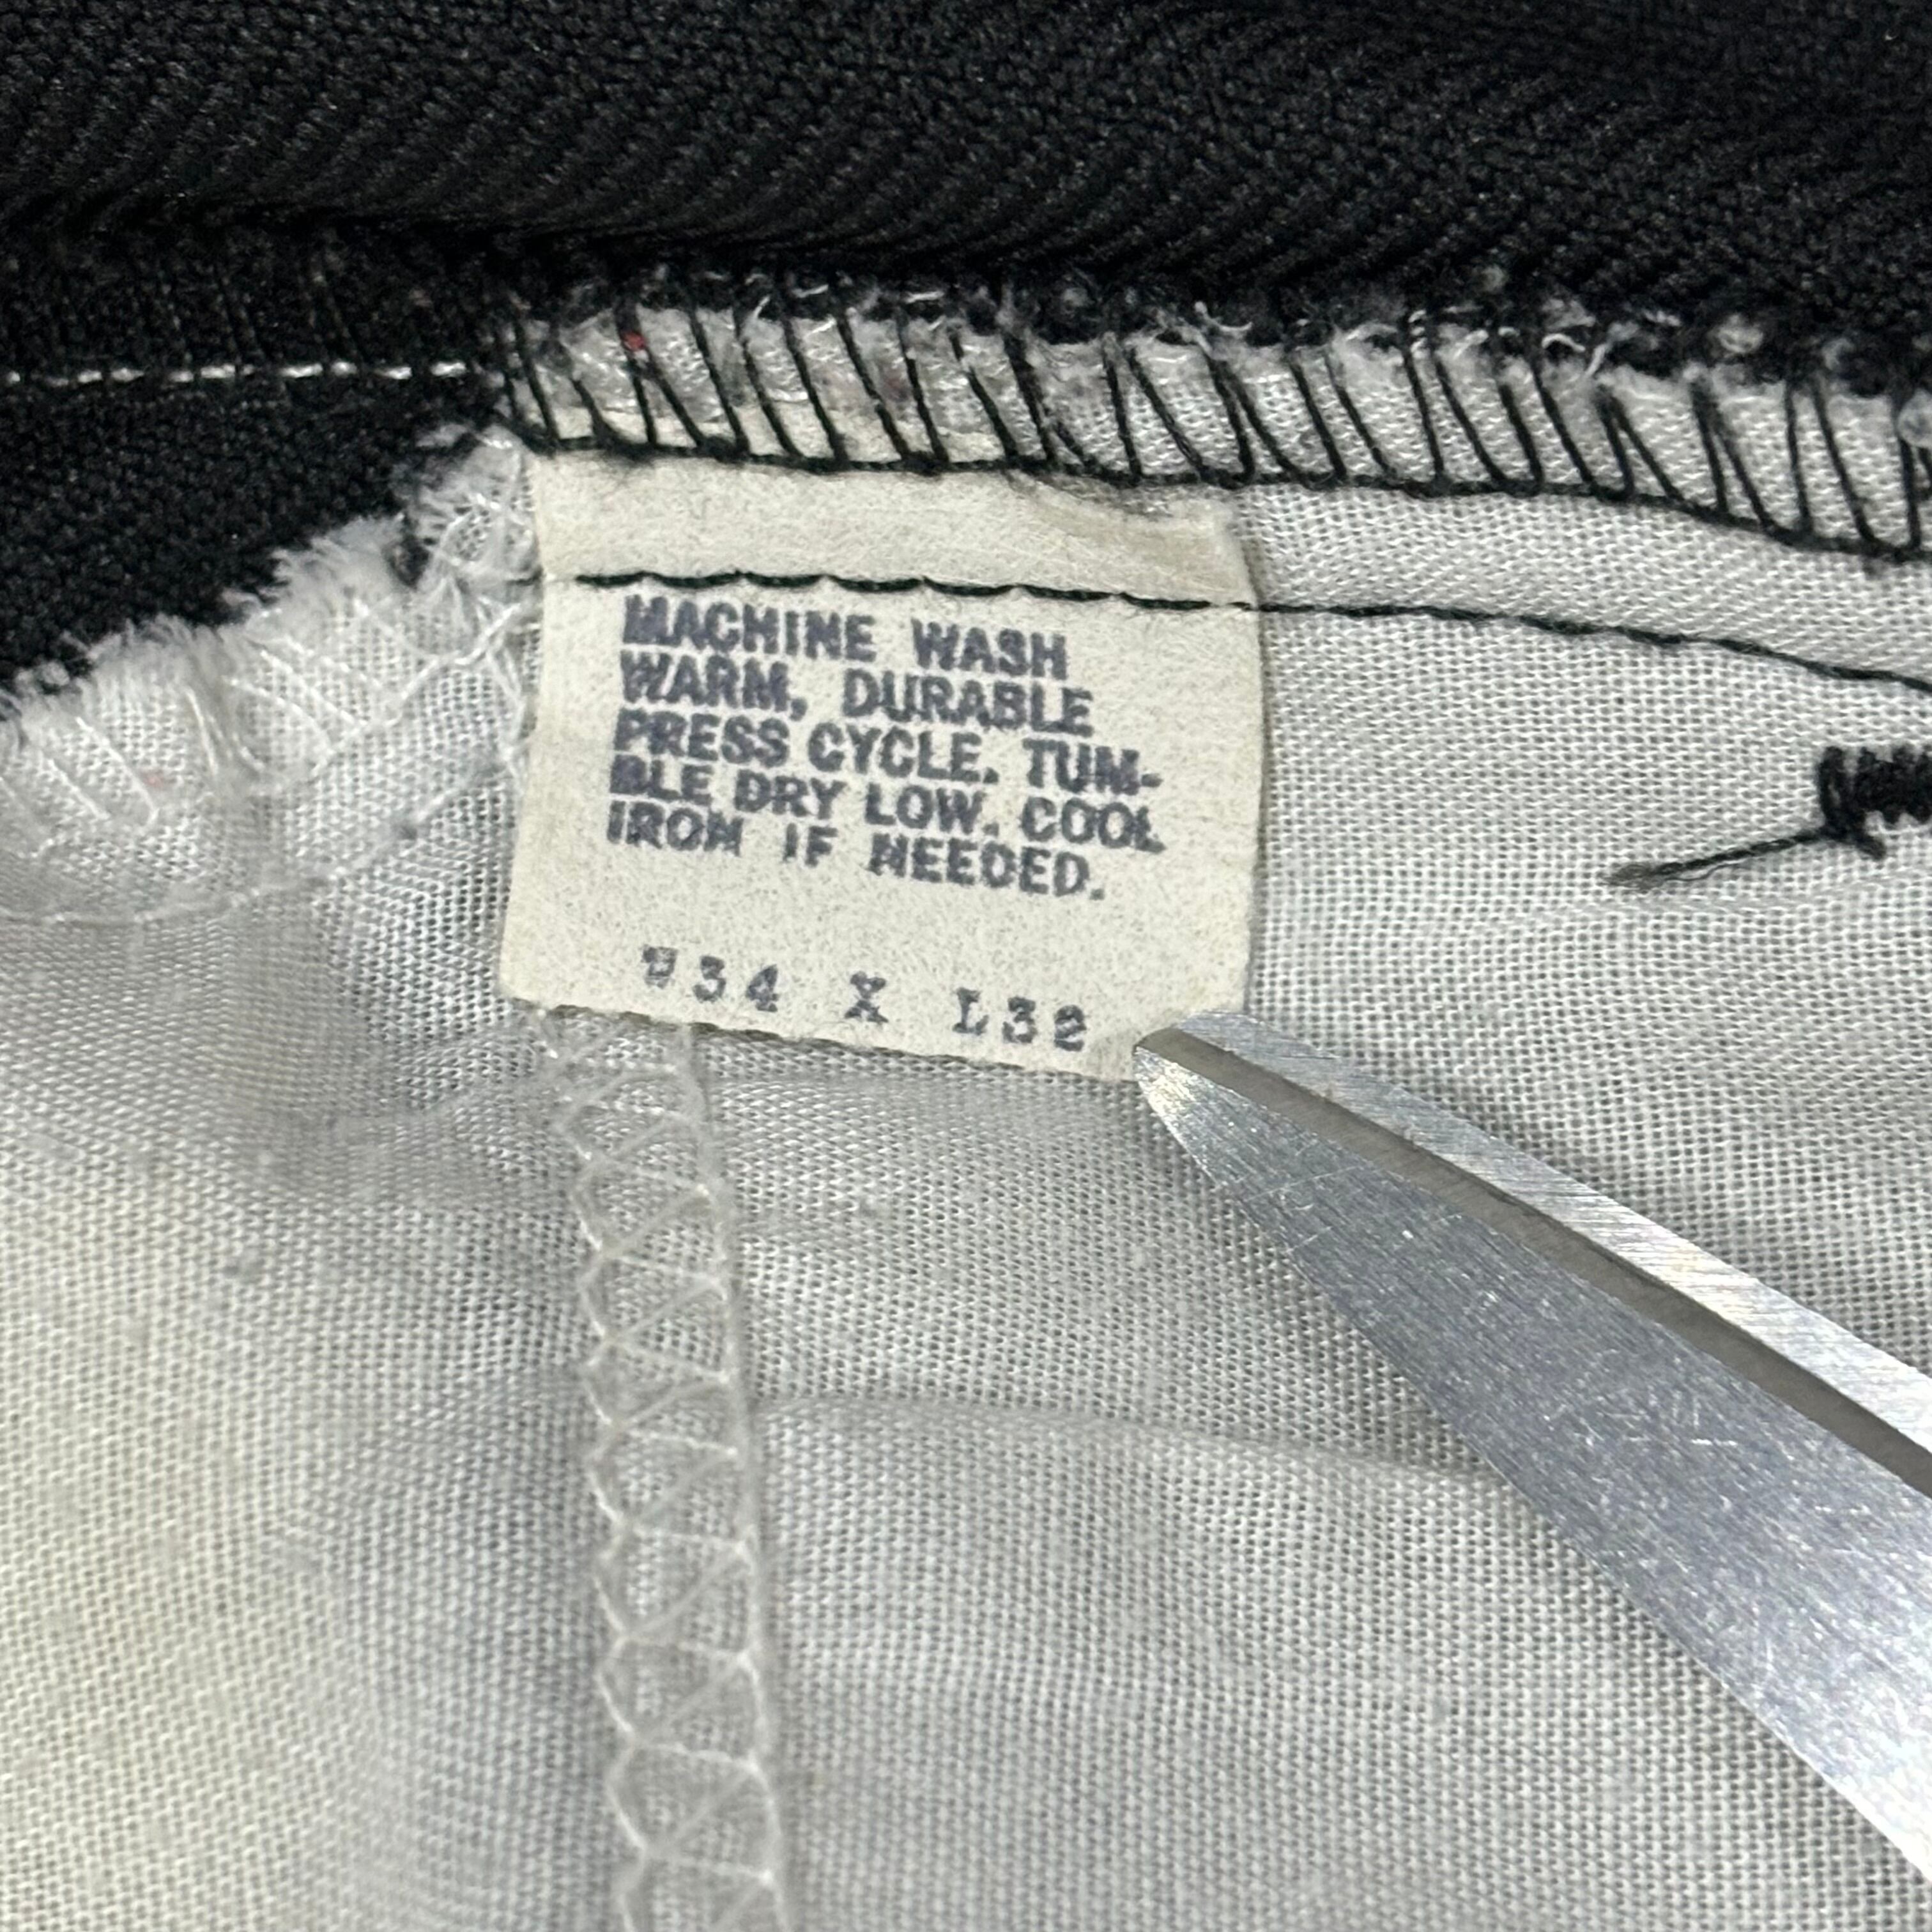 MACHINE WASH
WARM, DURABLE
PRESS CYCLE. TUM-
BLE DRY LOW. COOL
IRON IF NEEDED.
W34 X L32